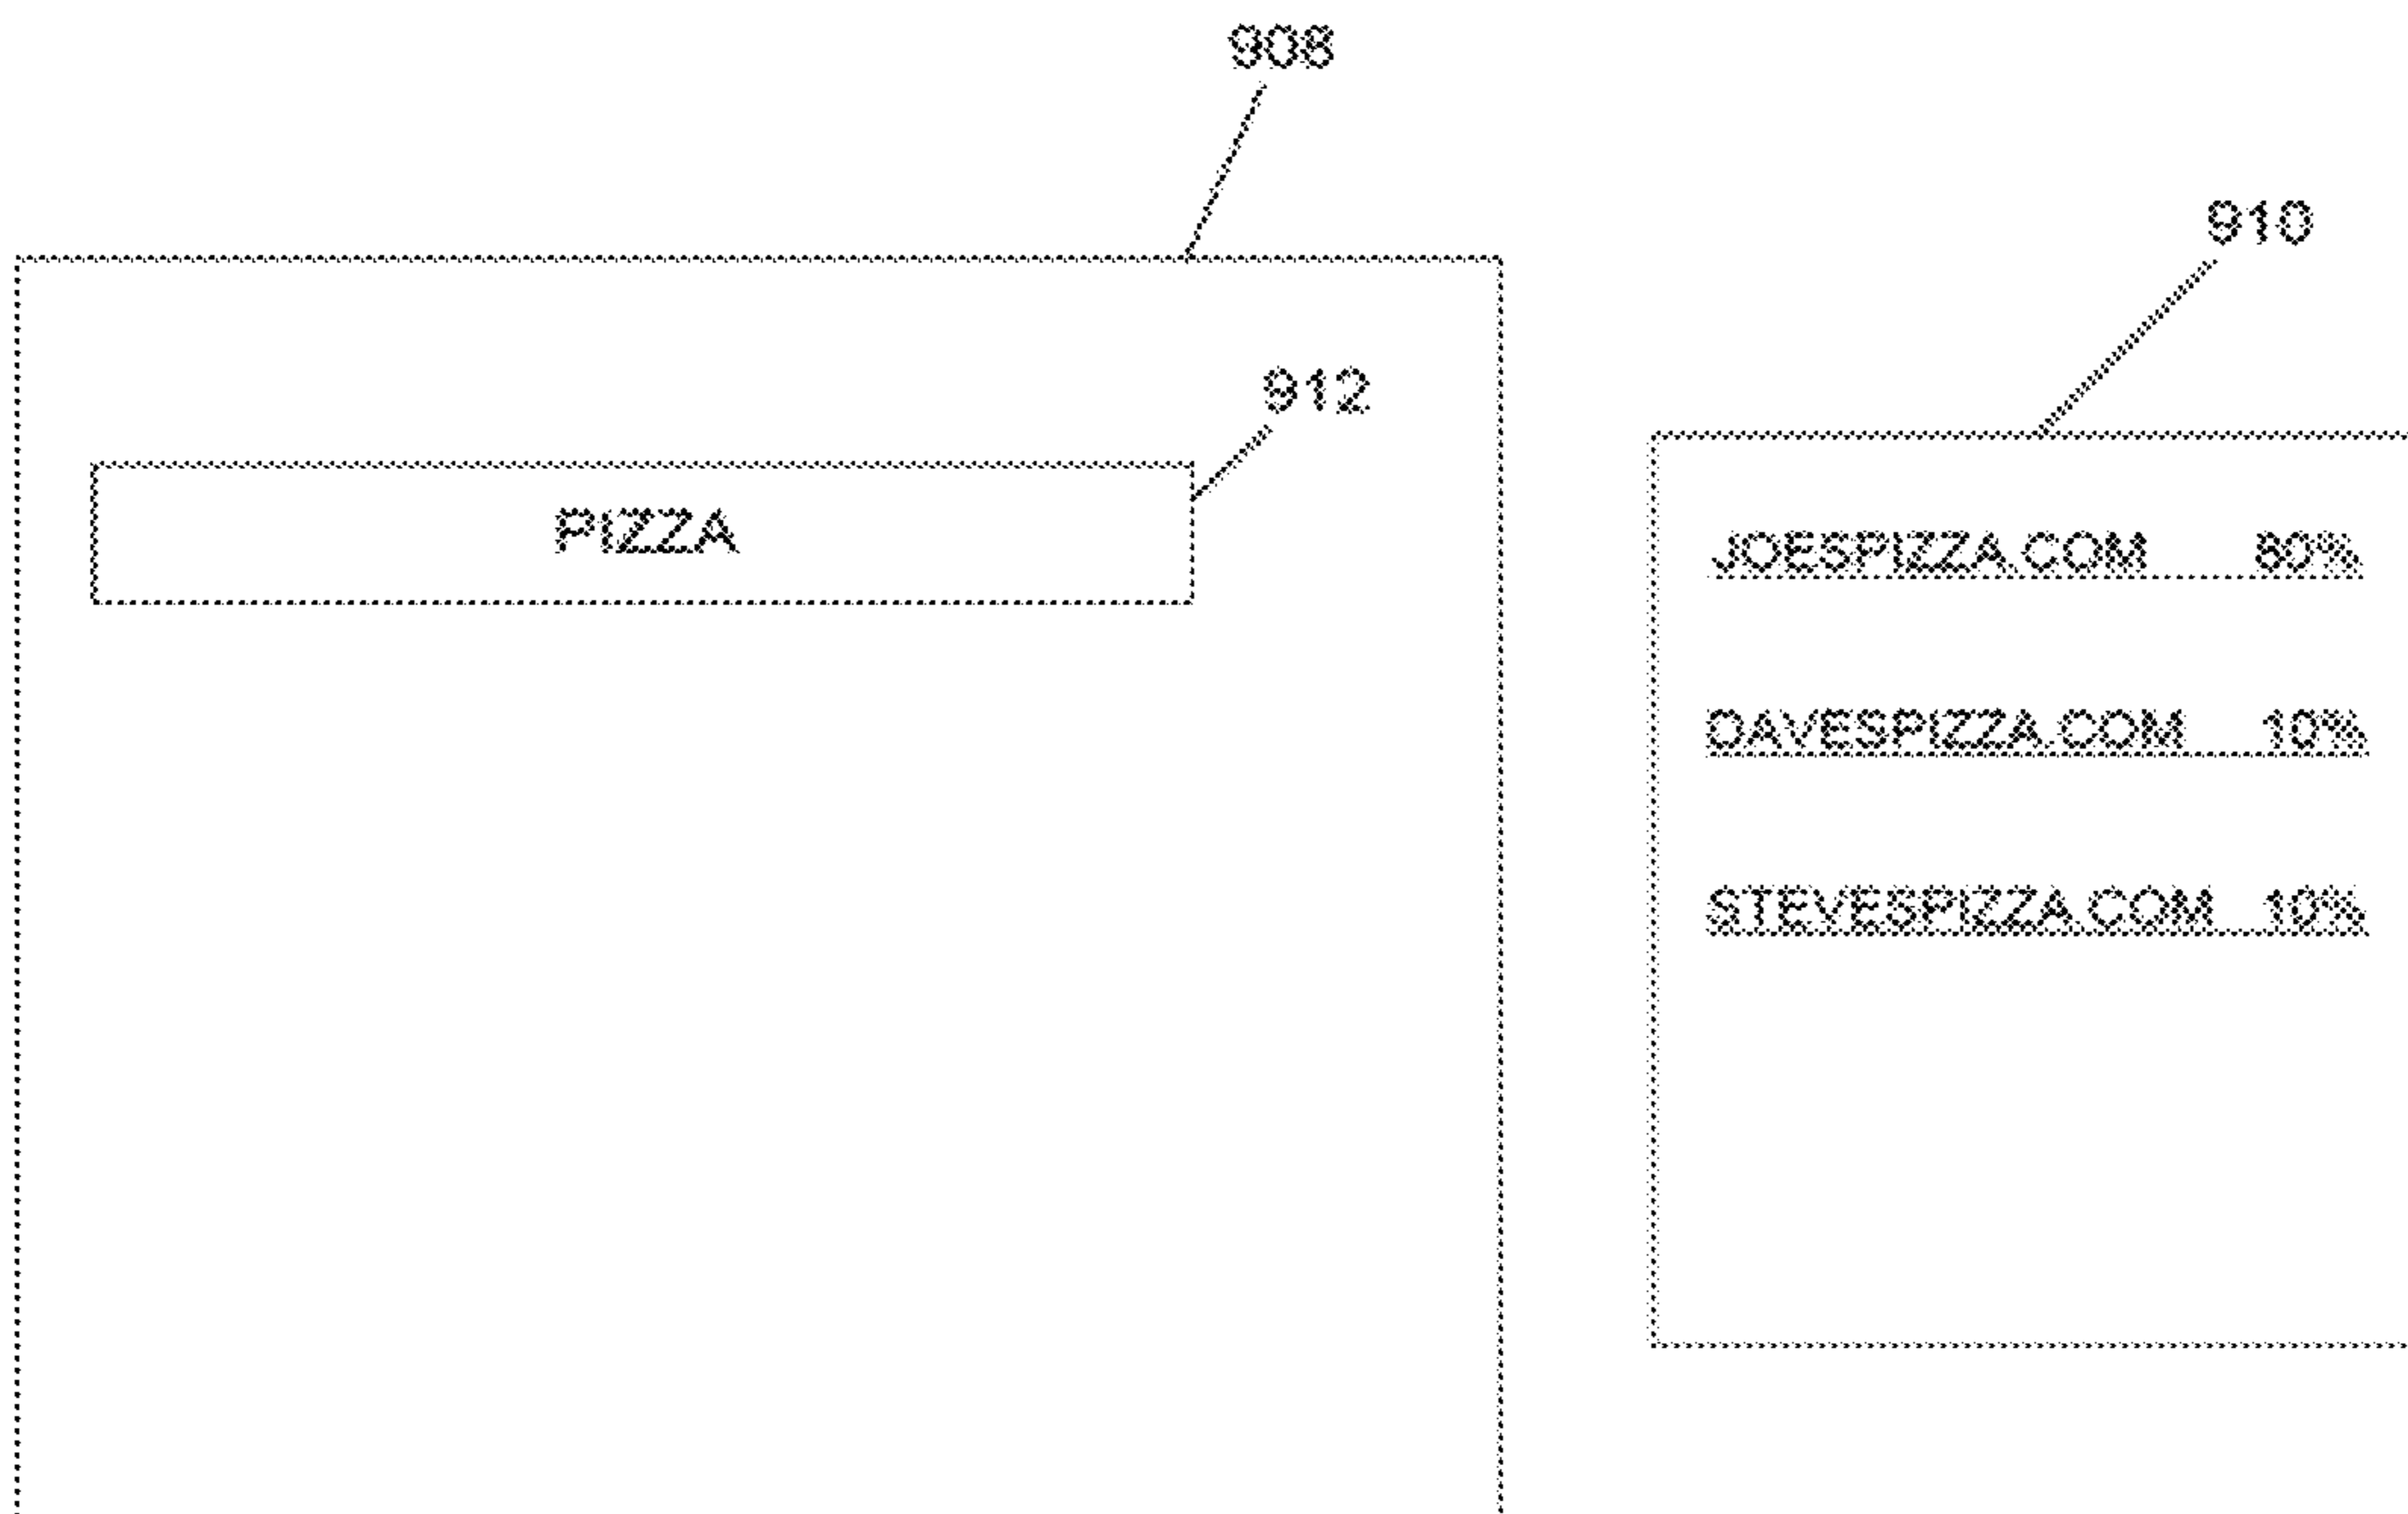 908
910
912
PIZZA
JOESPIZZA.COM 80%
DAVESPIZZA.COM 10%
STEVESPIZZA.COM 10%